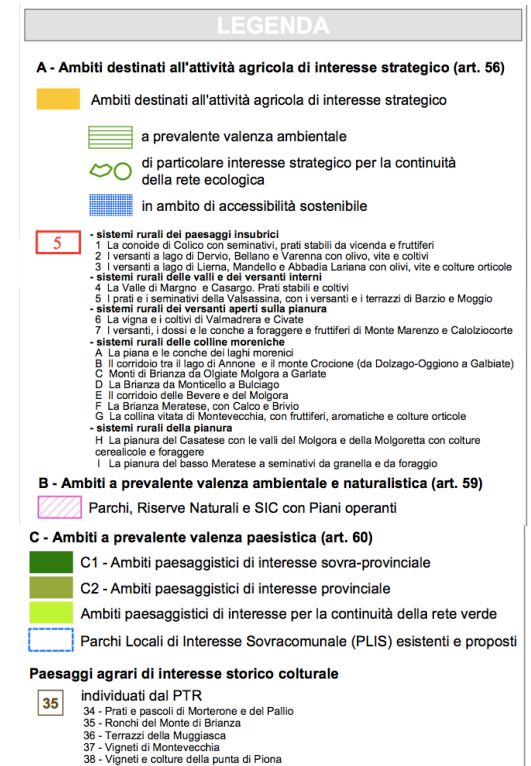 LEGENDA
A - Ambiti destinati all'attività agricola di interesse strategico (art. 56)
Ambiti destinati all'attività agricola di interesse strategico
a prevalente valenza ambientale
di particolare interesse strategico per la continuità
della rete ecologica
in ambito di accessibilità sostenibile
5
- sistemi rurali dei paesaggi insubrici
1 La conoide di Colico con seminativi, prati stabili da vicenda e fruttiferi
2 I versanti a lago di Dervio, Bellano e Varenna con olivo, vite e coltivi
3 I versanti a lago di Lierna, Mandello e Abbadia Lariana con olivi, vite e colture orticole
- sistemi rurali delle valli e dei versanti interni
4 La Valle di Margno e Casargo. Prati stabili e coltivi
5 I prati e i seminativi della Valsassina, con i versanti e i terrazzi di Barzio e Moggio
- sistemi rurali dei versanti aperti sulla pianura
6 La vigna e i coltivi di Valmadrera e Civate
7 I versanti, i dossi e le conche a foraggere e fruttiferi di Monte Marenzo e Calolziocorte
- sistemi rurali delle colline moreniche
A La piana e le conche dei laghi morenici
B Il corridoio tra il lago di Annone e il monte Crocione (da Dolzago-Oggiono a Galbiate)
C Monti di Brianza da Olgiate Molgora a Garlate
D La Brianza da Monticello a Bulciago
E Il corridoio delle Bevere e del Molgora
F La Brianza Meratese, con Calco e Brivio
G La collina vitata di Montevecchia, con fruttiferi, aromatiche e colture orticole
- sistemi rurali della pianura
H La pianura del Casatese con le valli del Molgora e della Molgoretta con colture
cerealicole e foraggere
I La pianura del basso Meratese a seminativi da granella e da foraggio
B - Ambiti a prevalente valenza ambientale e naturalistica (art. 59)
Parchi, Riserve Naturali e SIC con Piani operanti
C - Ambiti a prevalente valenza paesistica (art. 60)
C1 - Ambiti paesaggistici di interesse sovra-provinciale
C2 - Ambiti paesaggistici di interesse provinciale
Ambiti paesaggistici di interesse per la continuità della rete verde
Parchi Locali di Interesse Sovracomunale (PLIS) esistenti e proposti
Paesaggi agrari di interesse storico culturale
35
individuati dal PTR
34 - Prati e pascoli di Morterone e del Pallio
35 - Ronchi del Monte di Brianza
36 - Terrazzi della Muggiasca
37 - Vigneti di Montevecchia
38 - Vigneti e colture della punta di Piona